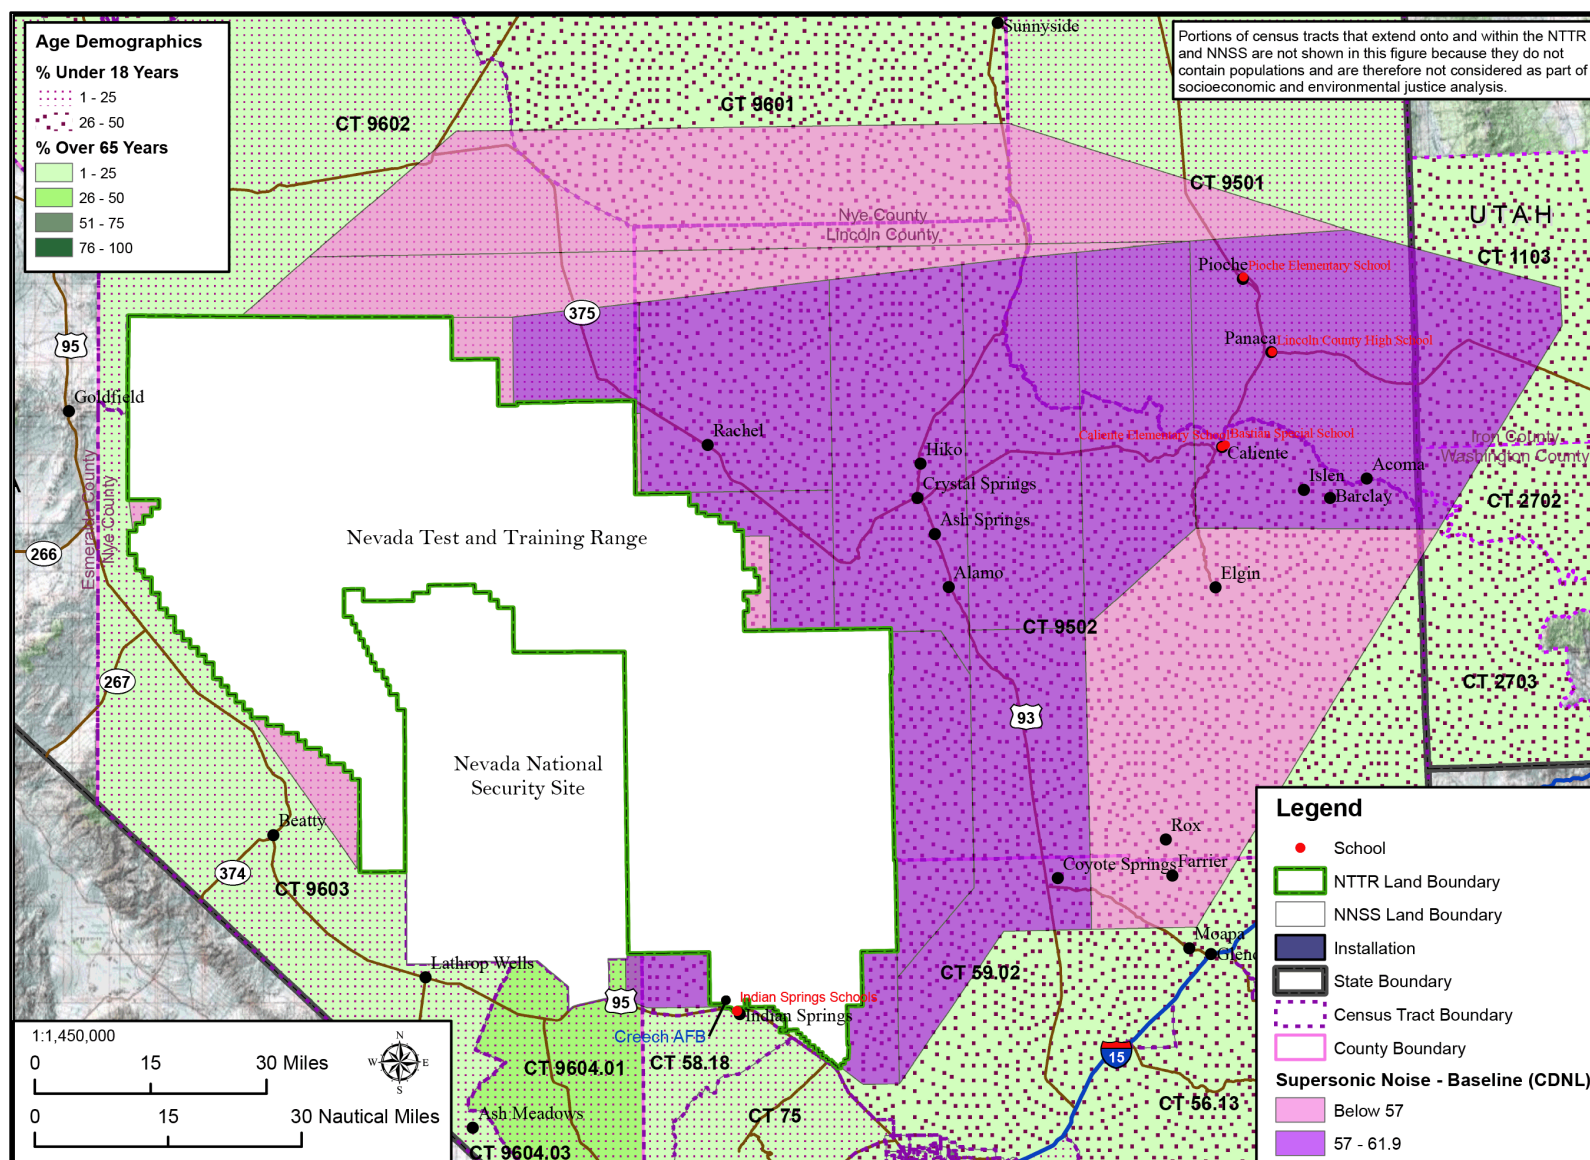 Age Demographics
% Under 18 Years
1 - 25
26 - 50
% Over 65 Years
1 - 25
26 - 50
51 - 75
76 - 100
Portions of census tracts that extend onto and within the NTTR
and NNSS are not shown in this figure because they do not
contain populations and are therefore not considered as part of
socioeconomic and environmental justice analysis.
Sunnyside
CT 9601
CT 9602
CT 9501
UTAH
CT 1103
Nye County
Lincoln County
Pioche
Pioche Elementary School
375
95
Panaca
Lincoln County High School
Goldfield
Rachel
Caliente Elementary School
Bastian Special School
Caliente
Iron County
Washington County
Hiko
Crystal Springs
Islen
Acoma
Barclay
CT 2702
Ash Springs
Nevada Test and Training Range
266
Esmeralda County
Nye County
Alamo
Elgin
CT 9502
267
CT 2703
93
Nevada National
Security Site
Beatty
Rox
374
CT 9603
Coyote Springs
Farrier
Moapa
Lathrop Wells
CT 59.02
95
Indian Springs Schools
Indian Springs
Creech AFB
CT 58.18
CT 9604.01
15
CT 56.13
CT 75
Ash Meadows
CT 9604.03
1:1,450,000
0 15 30 Miles
0 15 30 Nautical Miles
N
W E
S
Legend
School
NTTR Land Boundary
NNSS Land Boundary
Installation
State Boundary
Census Tract Boundary
County Boundary
Supersonic Noise - Baseline (CDNL)
Below 57
57 - 61.9